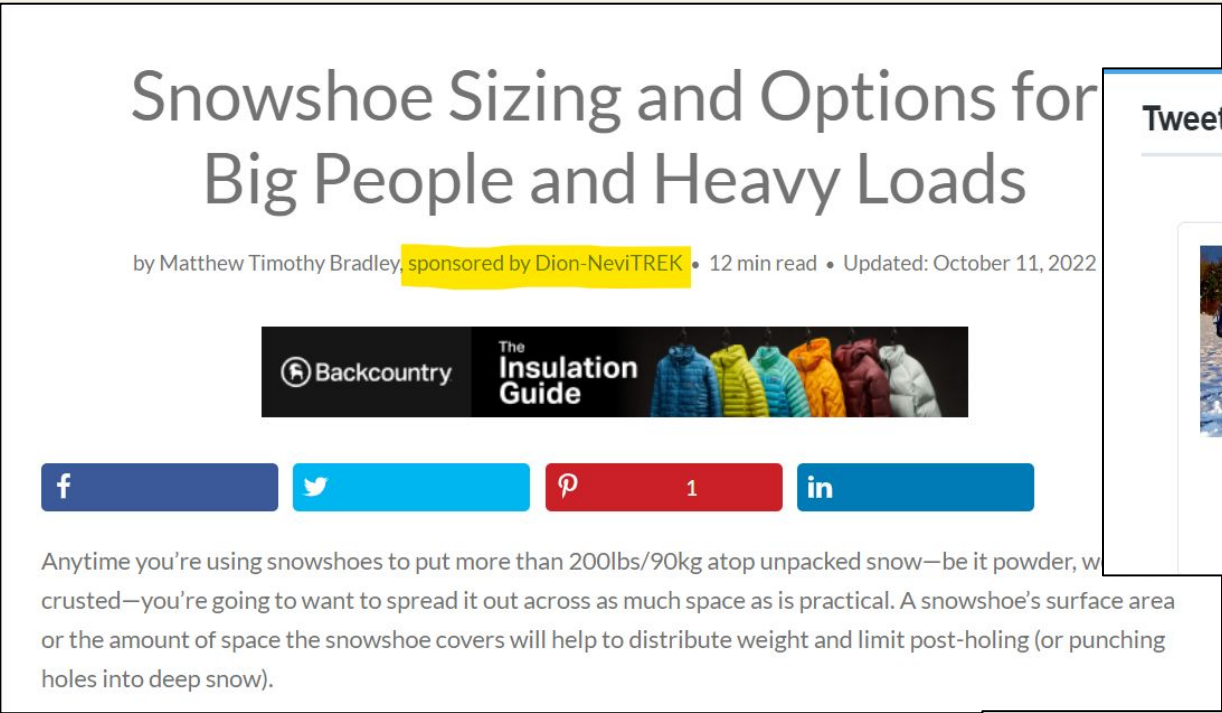 Snowshoe Sizing and Options for
Big People and Heavy Loads
by Matthew Timothy Bradley, sponsored by Dion-NeviTREK • 12 min read • Updated: October 11, 2022
Backcountry
The
Insulation
Guide
1
Anytime you're using snowshoes to put more than 200lbs/90kg atop unpacked snow—be it powder,
crusted—you're going to want to spread it out across as much space as is practical. A snowshoe's surface area
or the amount of space the snowshoe covers will help to distribute weight and limit post-holing (or punching
holes into deep snow).
Tweet